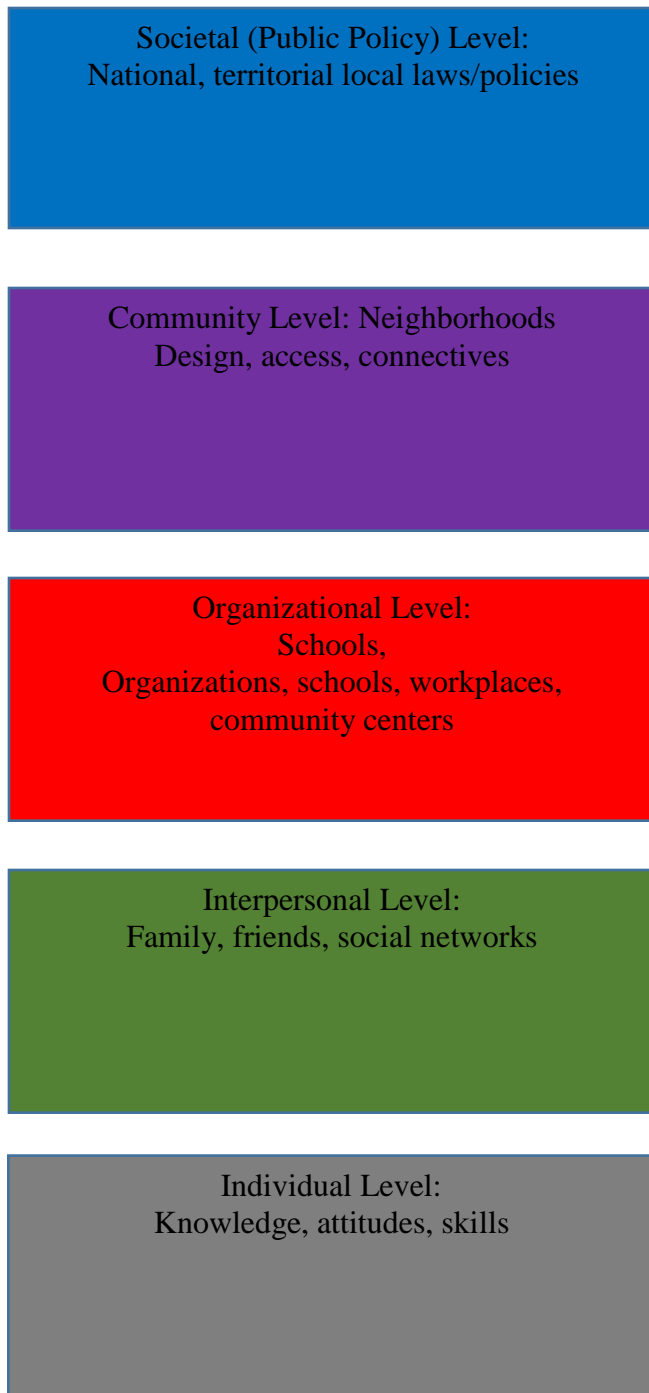 Societal (Public Policy) Level:
National, territorial local laws/policies
Community Level: Neighborhoods
Design, access, connectives
Organizational Level:
Schools,
Organizations, schools, workplaces,
community centers
Interpersonal Level:
Family, friends, social networks
Individual Level:
Knowledge, attitudes, skills